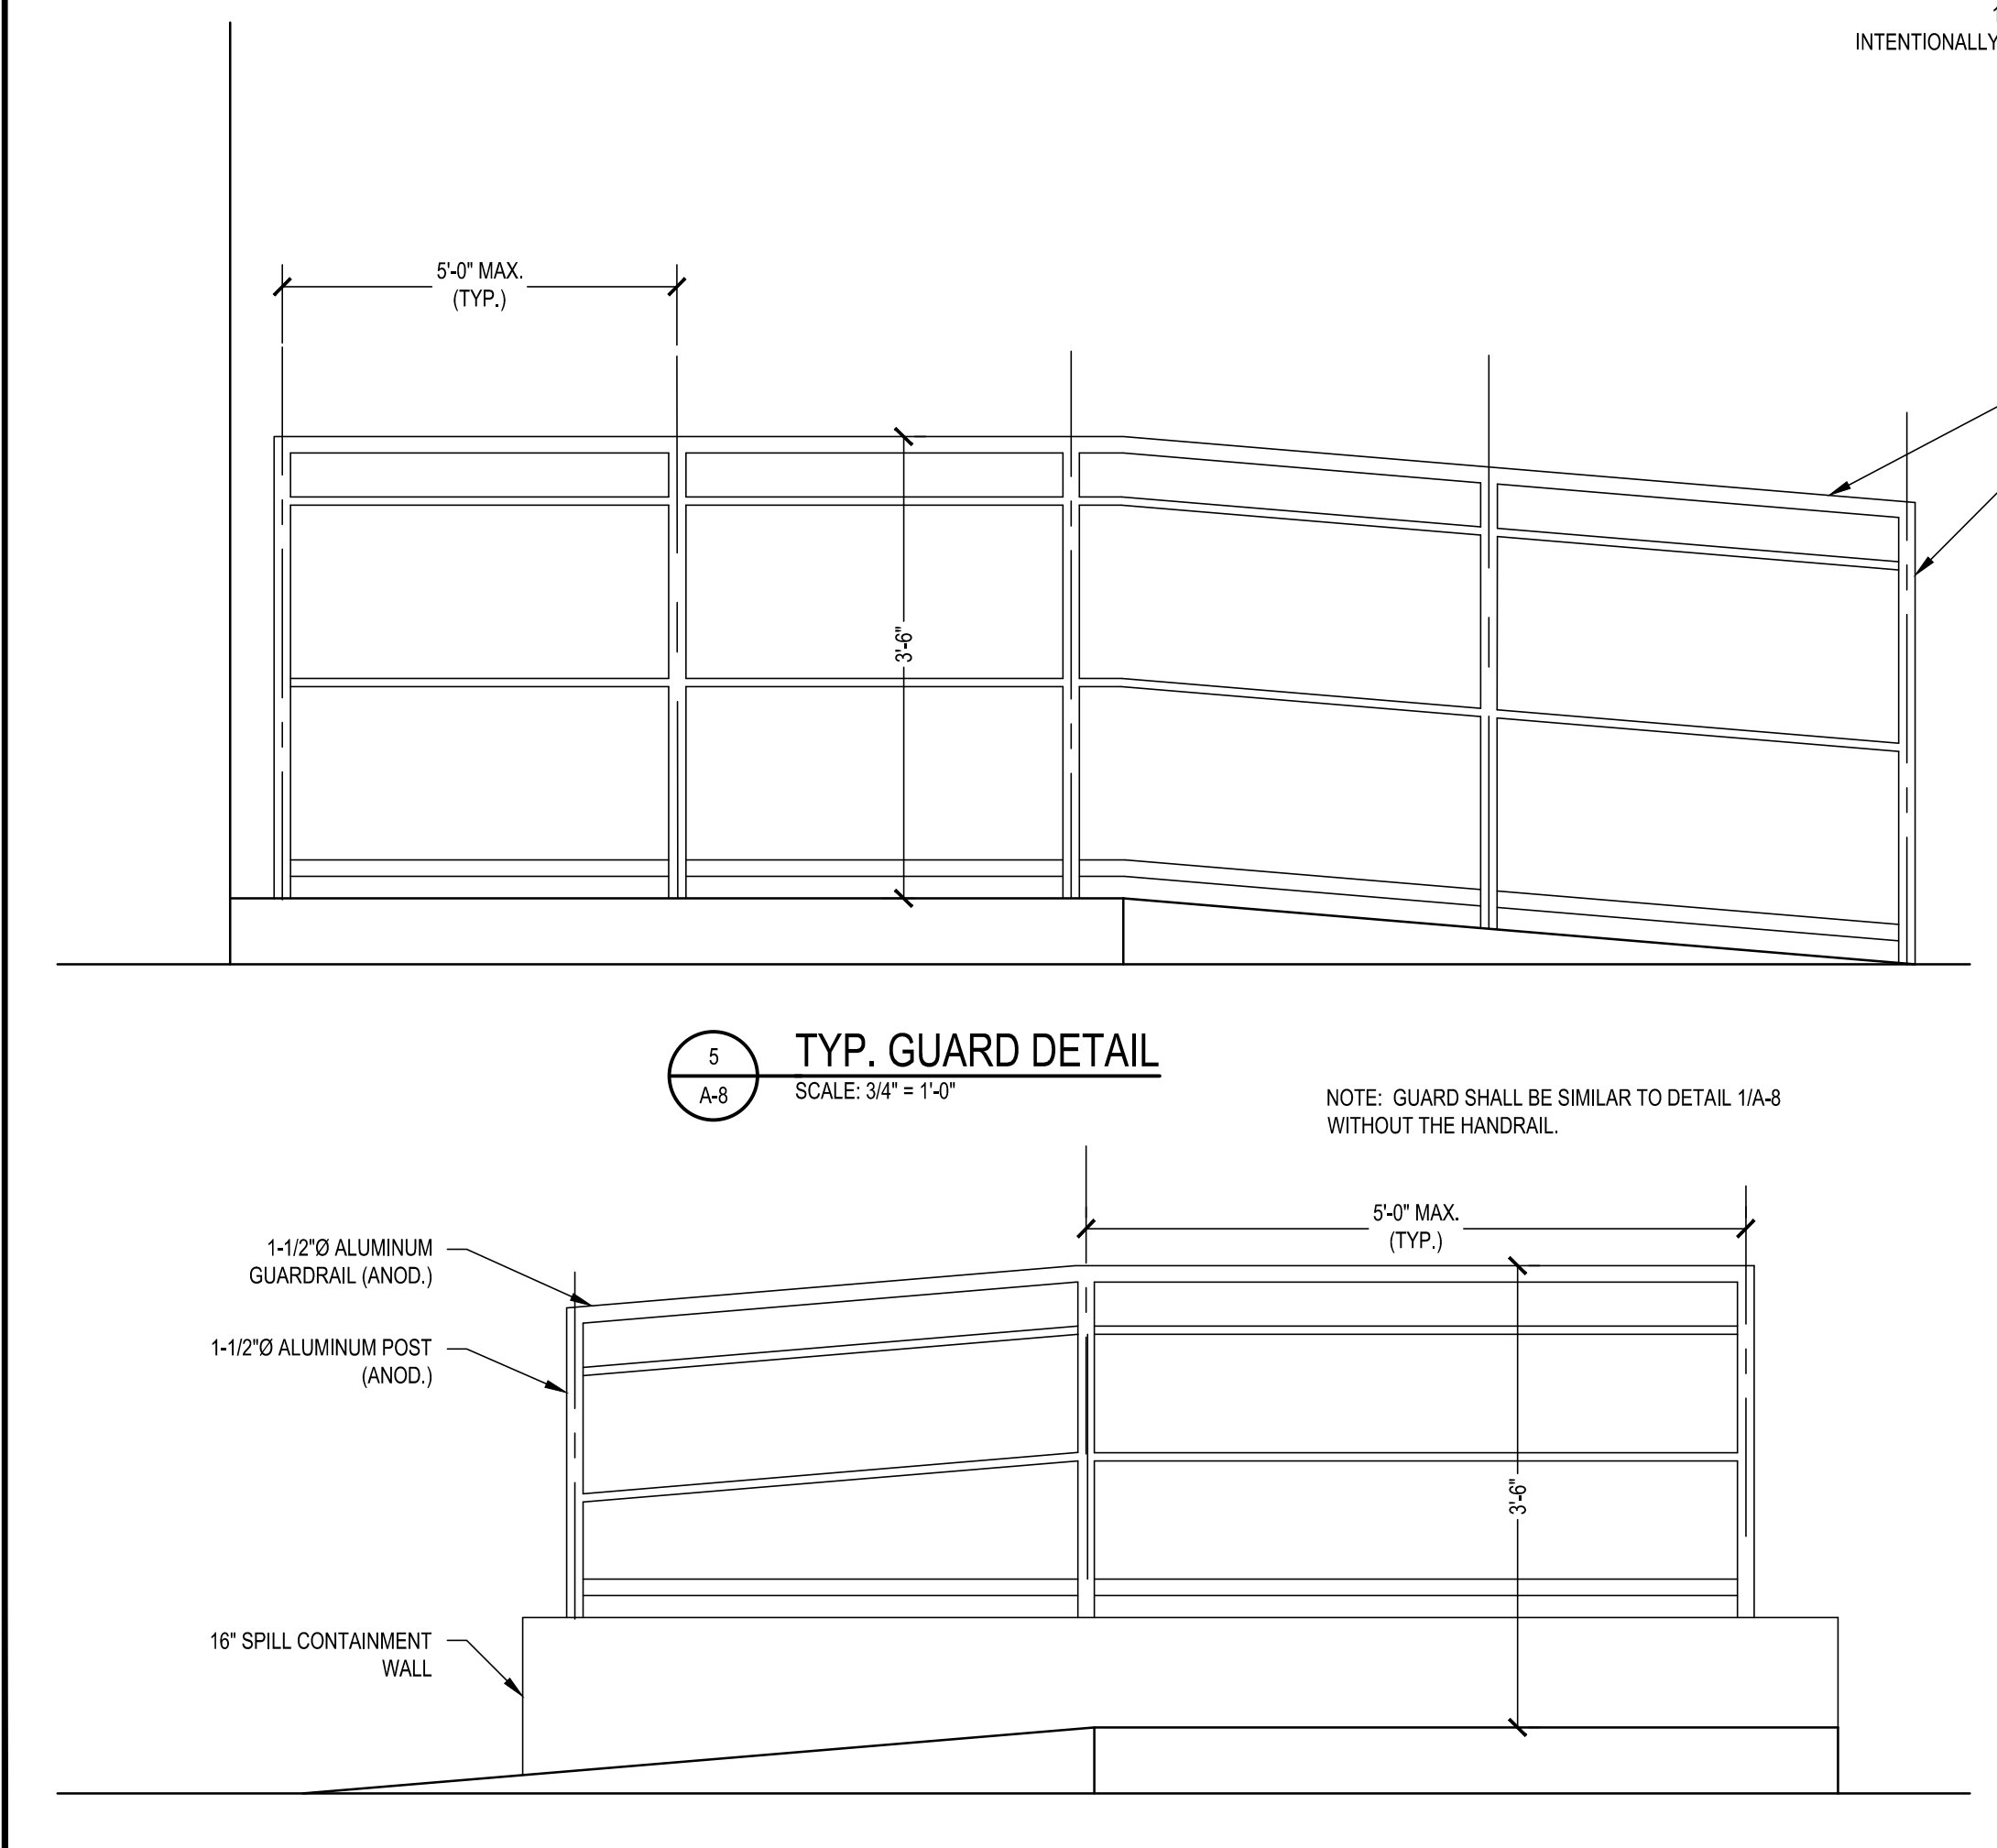 INTENTIONALLY
5'-0" MAX.
(TYP.)
3'-6"
5
A-8
TYP. GUARD DETAIL
SCALE: 3/4" = 1'-0"
NOTE: GUARD SHALL BE SIMILAR TO DETAIL 1/A-8
WITHOUT THE HANDRAIL.
5'-0" MAX.
(TYP.)
1-1/2"Ø ALUMINUM
GUARDRAIL (ANOD.)
1-1/2"Ø ALUMINUM POST
(ANOD.)
3'-6"
16" SPILL CONTAINMENT
WALL